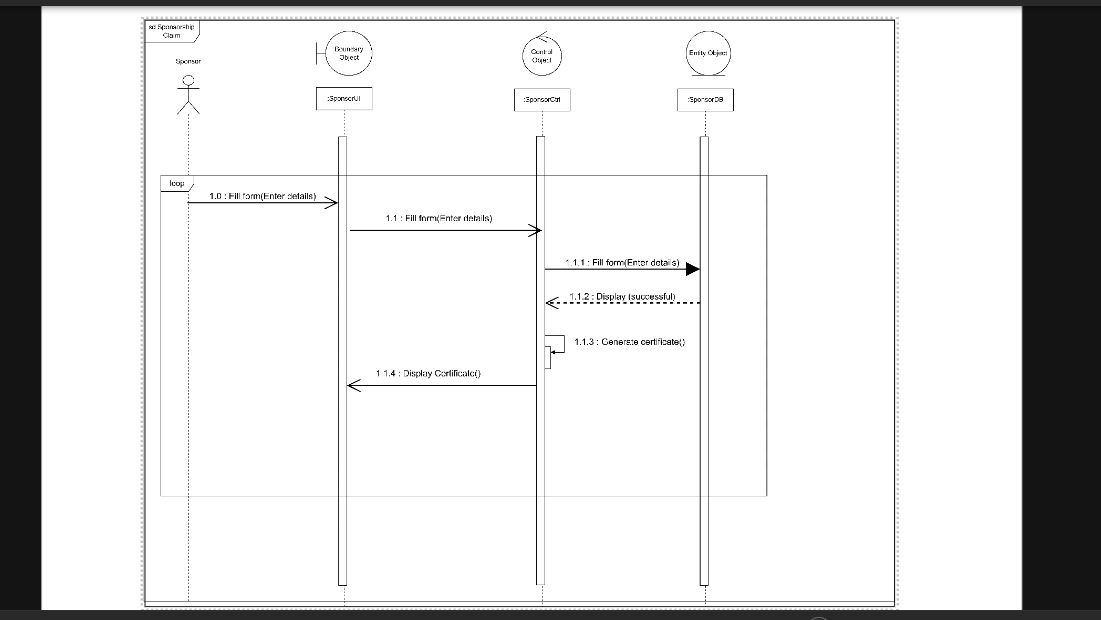 sd Sponsorship
Claim
Sponsor
Boundary
Object
Control
Object
Entity Object
:SponsorUI
:SponsorCtrl
:SponsorDB
loop
1.0 : Fill form(Enter details)
1.1 : Fill form(Enter details)
1.1.1 : Fill form(Enter details)
1.1.2 : Display (successful)
1.1.3 : Generate certificate()
1.1.4 : Display Certificate()